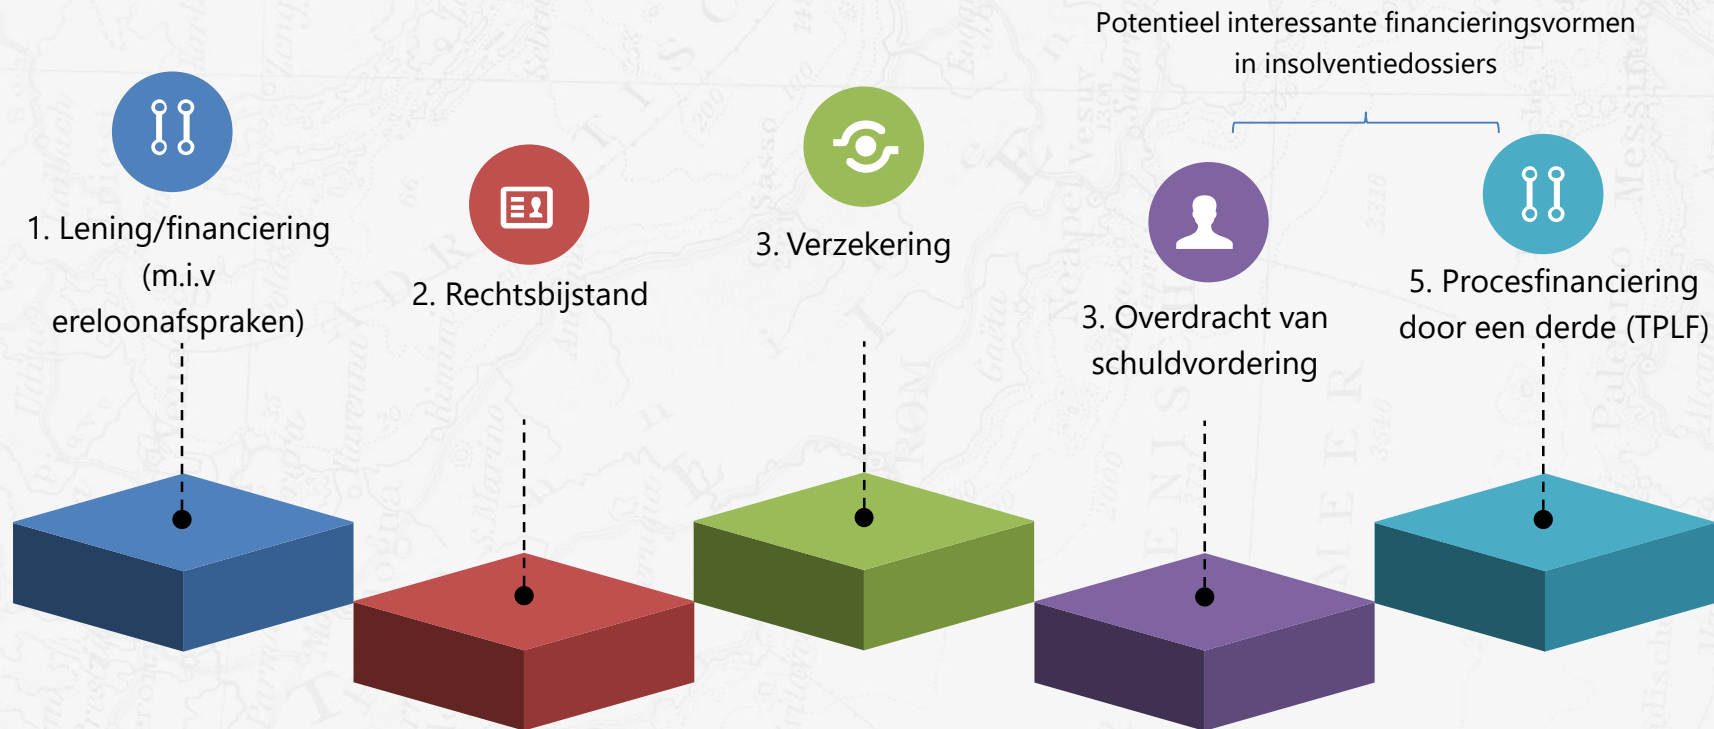 Potentieel interessante financieringsvormen
in insolventiedossiers
1. Lening/financiering
(m.i.v
ereloonafspraken)
2. Rechtsbijstand
3. Verzekering
3. Overdracht van
schuldvordering
5. Procesfinanciering
door een derde (TPLF)